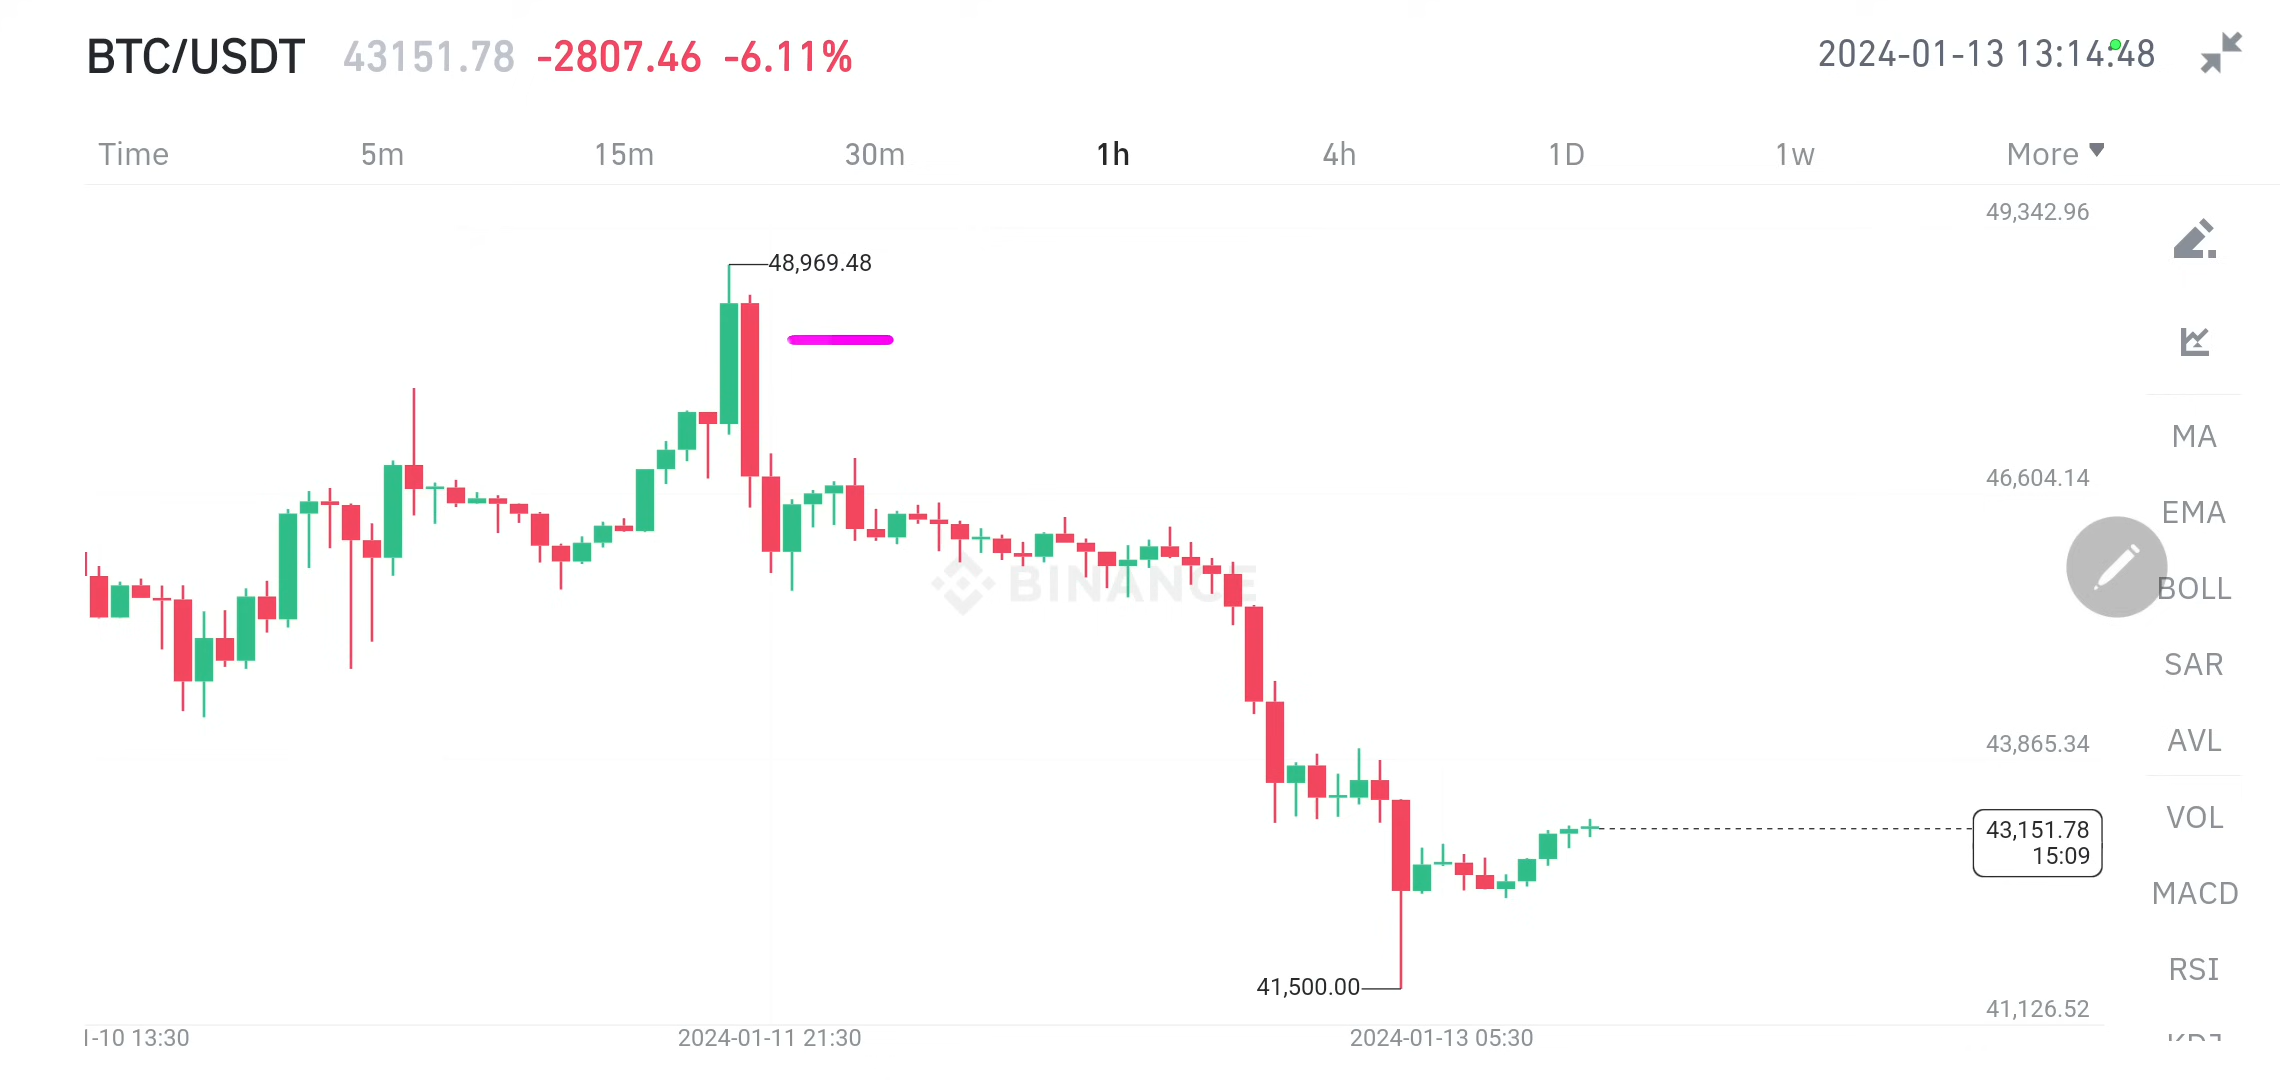 BTC/USDT 43151.78 -2807.46 -6.11% 2024-01-13 13:14:48
Time 5m 15m 30m 1h 4h 1D 1w More
49,342.96
48,969.48
MA
46,604.14
EMA
BINANCE
BOLL
SAR
AVL
43,865.34
VOL
43,151.78
15:09
MACD
RSI
41,500.00
41,126.52
-10 13:30 2024-01-11 21:30 2024-01-13 05:30